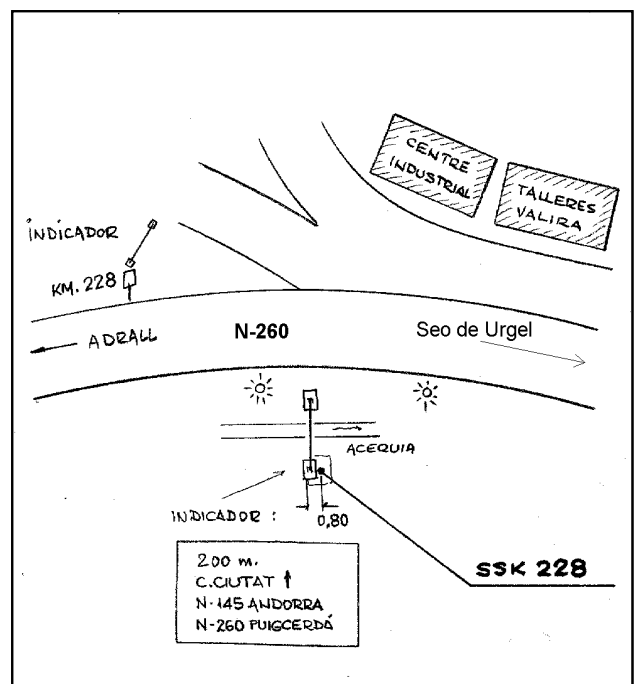 CENTRE
INDUSTRIAL
TALLERES
VALIRA
INDICADOR
KM. 228
ADRALL
N-260
Seo de Urgel
ACEQUIA
INDICADOR :
0,80
200 m.
C.CIUTAT ↑
N-145 ANDORRA
N-260 PUIGCERDÁ
SSK 228